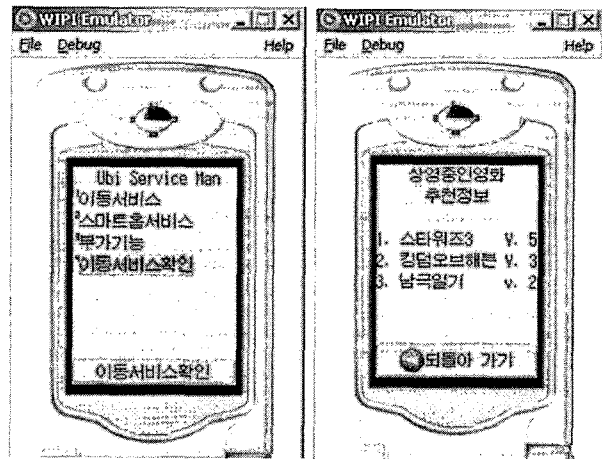 WIPI Emulator
File Debug Help
Ubi Service Man
1이동서비스
2스마트홈서비스
3부가기능
4이동서비스확인
이동서비스확인
WIPI Emulator
File Debug Help
상영중인영화
추천정보
1. 스타워즈3 V. 5
2. 킹덤오브헤븐 V. 3
3. 남극일기 v. 2
되돌아 가기